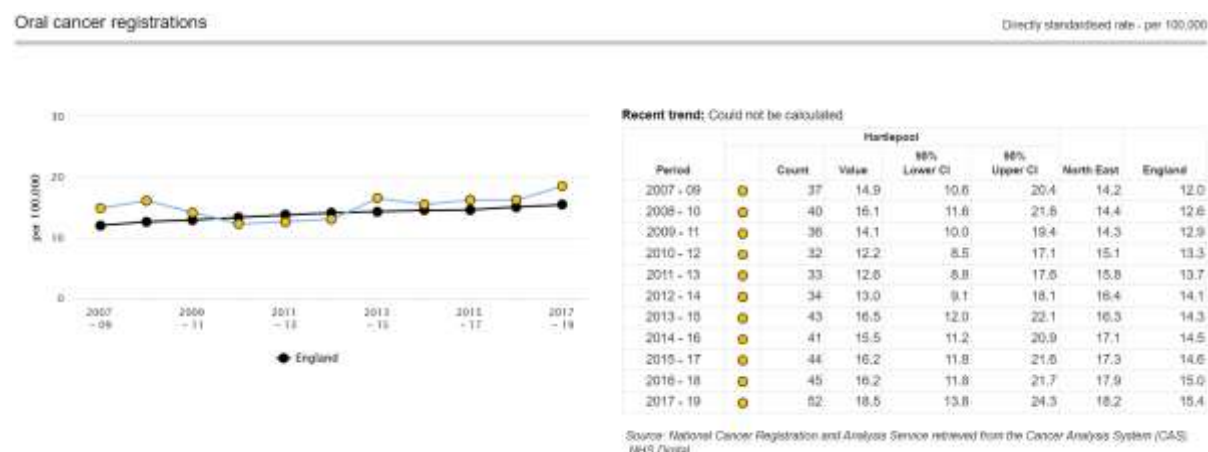 Oral cancer registrations
Directly standardised rate - per 100,000
30
20
10
0
per 100,000
2007 - 09
2009 - 11
2011 - 13
2013 - 15
2015 - 17
2017 - 19
England
Recent trend: Could not be calculated
Hartlepool
Period Count Value 95% Lower CI 95% Upper CI North East England
2007 - 09 37 14.9 10.6 20.4 14.2 12.0
2008 - 10 40 16.1 11.6 21.8 14.4 12.6
2009 - 11 36 14.1 10.0 19.4 14.3 12.9
2010 - 12 32 12.2 8.5 17.1 15.1 13.3
2011 - 13 33 12.6 8.8 17.6 15.8 13.7
2012 - 14 34 13.0 9.1 18.1 16.4 14.1
2013 - 15 43 16.5 12.0 22.1 16.3 14.3
2014 - 16 41 15.5 11.2 20.9 17.1 14.5
2015 - 17 44 16.2 11.8 21.6 17.3 14.6
2016 - 18 45 16.2 11.8 21.7 17.9 15.0
2017 - 19 52 18.5 13.8 24.3 18.2 15.4
Source: National Cancer Registration and Analysis Service retrieved from the Cancer Analysis System (CAS),
NHS Digital